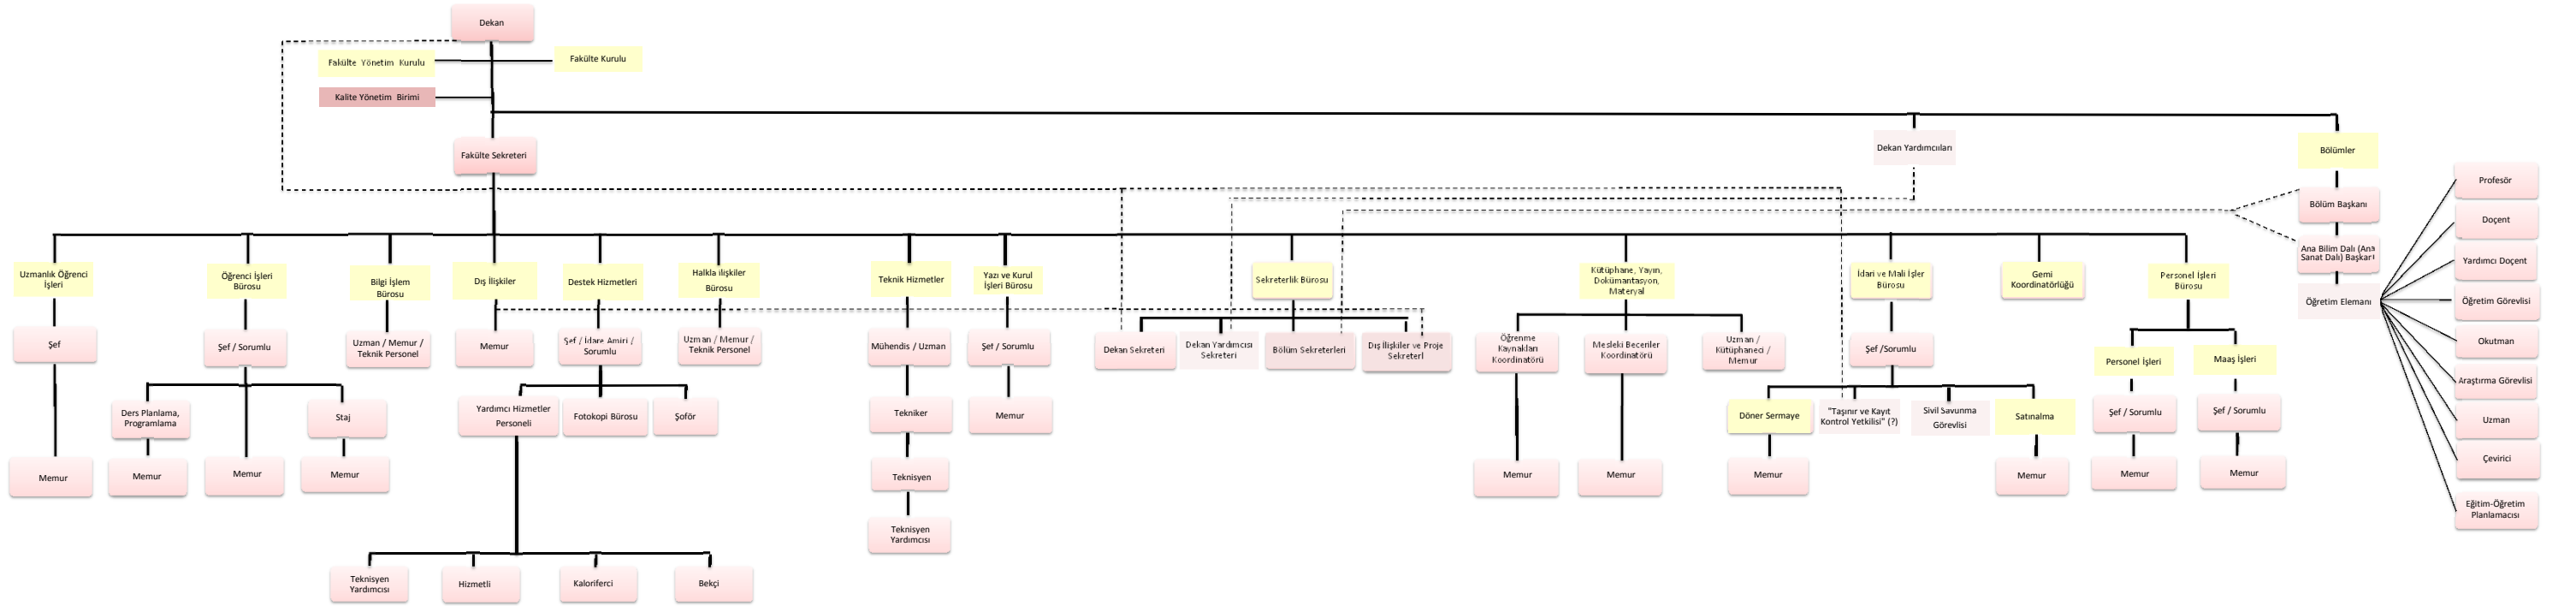 Dekan
Fakülte Yönetim Kurulu
Fakülte Kurulu
Kalite Yönetim Birimi
Fakülte Sekreteri
Dekan Yardımcıları
Bölümler
Bölüm Başkanı
Ana Bilim Dalı (Ana
Sanat Dalı) Başkanı
Öğretim Elemanı
Profesör
Doçent
Yardımcı Doçent
Öğretim Görevlisi
Okutman
Araştırma Görevlisi
Uzman
Çevirici
Eğitim-Öğretim
Planlamacısı
Uzmanlık Öğrenci
İşleri
Öğrenci İşleri
Bürosu
Bilgi İşlem
Bürosu
Dış İlişkiler
Destek Hizmetleri
Halkla ilişkiler
Bürosu
Teknik Hizmetler
Yazı ve Kurul
İşleri Bürosu
Sekreterlik Bürosu
Kütüphane, Yayın,
Dokümantasyon,
Materyal
İdari ve Mali İşler
Bürosu
Gemi
Koordinatörlüğü
Personel İşleri
Bürosu
Şef
Şef / Sorumlu
Uzman / Memur /
Teknik Personel
Memur
Şef / İdare Amiri /
Sorumlu
Uzman / Memur /
Teknik Personel
Mühendis / Uzman
Şef / Sorumlu
Dekan Sekreteri
Dekan Yardımcısı
Sekreteri
Bölüm Sekreterleri
Dış İlişkiler ve Proje
Sekreteri
Öğrenme
Kaynakları
Koordinatörü
Mesleki Beceriler
Koordinatörü
Uzman /
Kütüphaneci /
Memur
Şef /Sorumlu
Personel İşleri
Maaş İşleri
Ders Planlama,
Programlama
Staj
Yardımcı Hizmetler
Personeli
Fotokopi Bürosu
Şoför
Tekniker
Memur
Döner Sermaye
"Taşınır ve Kayıt
Kontrol Yetkilisi" (?)
Sivil Savunma
Görevlisi
Satınalma
Şef / Sorumlu
Şef / Sorumlu
Memur
Memur
Memur
Memur
Teknisyen
Memur
Memur
Memur
Memur
Memur
Memur
Teknisyen
Yardımcısı
Teknisyen
Yardımcısı
Hizmetli
Kaloriferci
Bekçi